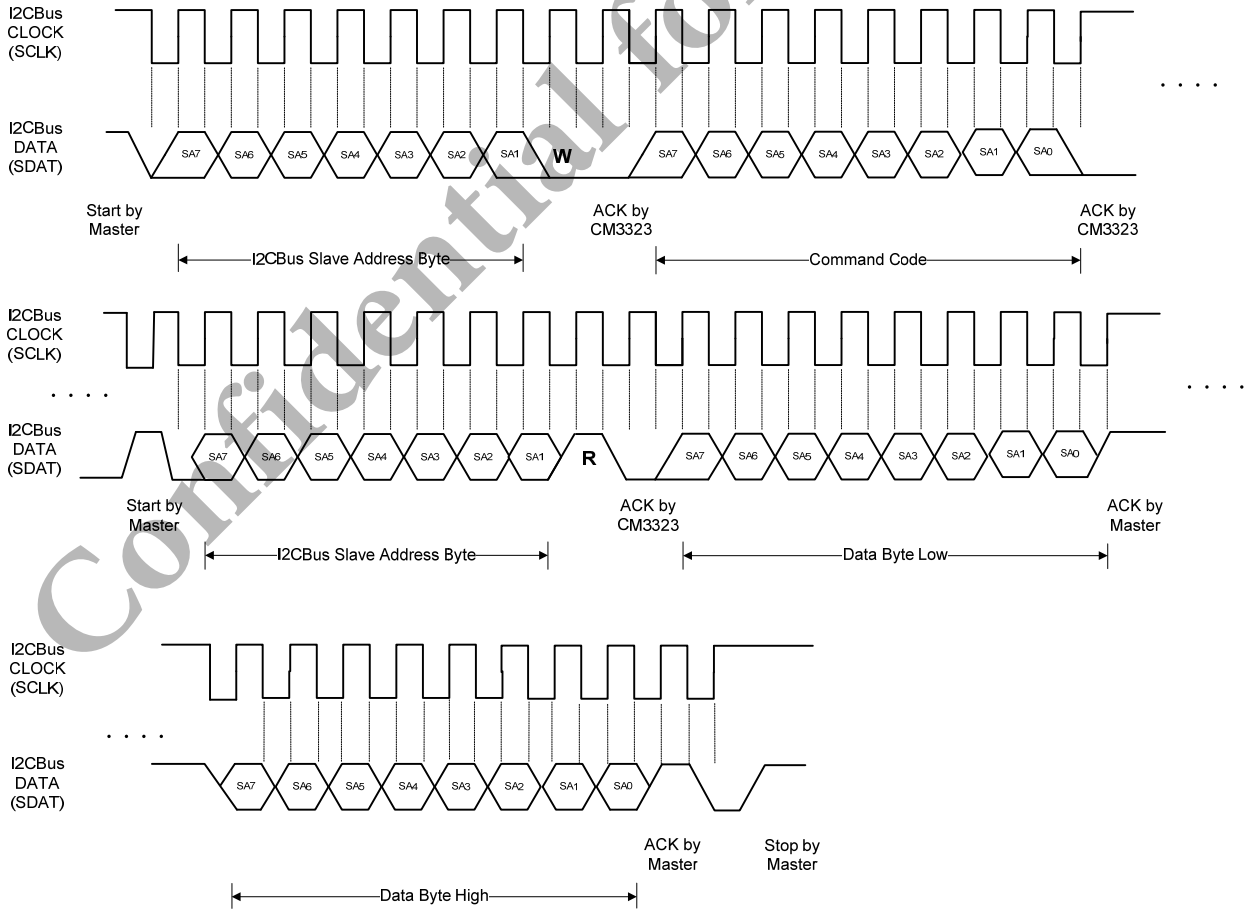 I2CBus
CLOCK
(SCLK)
. . . .
I2CBus
DATA
(SDAT)
SA7 SA6 SA5 SA4 SA3 SA2 SA1 W SA7 SA6 SA5 SA4 SA3 SA2 SA1 SA0
Start by
Master
ACK by
CM3323
ACK by
CM3323
I2CBus Slave Address Byte
Command Code
I2CBus
CLOCK
(SCLK)
. . . .
. . . .
I2CBus
DATA
(SDAT)
SA7 SA6 SA5 SA4 SA3 SA2 SA1 R SA7 SA6 SA5 SA4 SA3 SA2 SA1 SA0
Start by
Master
ACK by
CM3323
ACK by
Master
I2CBus Slave Address Byte
Data Byte Low
I2CBus
CLOCK
(SCLK)
. . . .
I2CBus
DATA
(SDAT)
SA7 SA6 SA5 SA4 SA3 SA2 SA1 SA0
ACK by
Master
Stop by
Master
Data Byte High
Confidential for